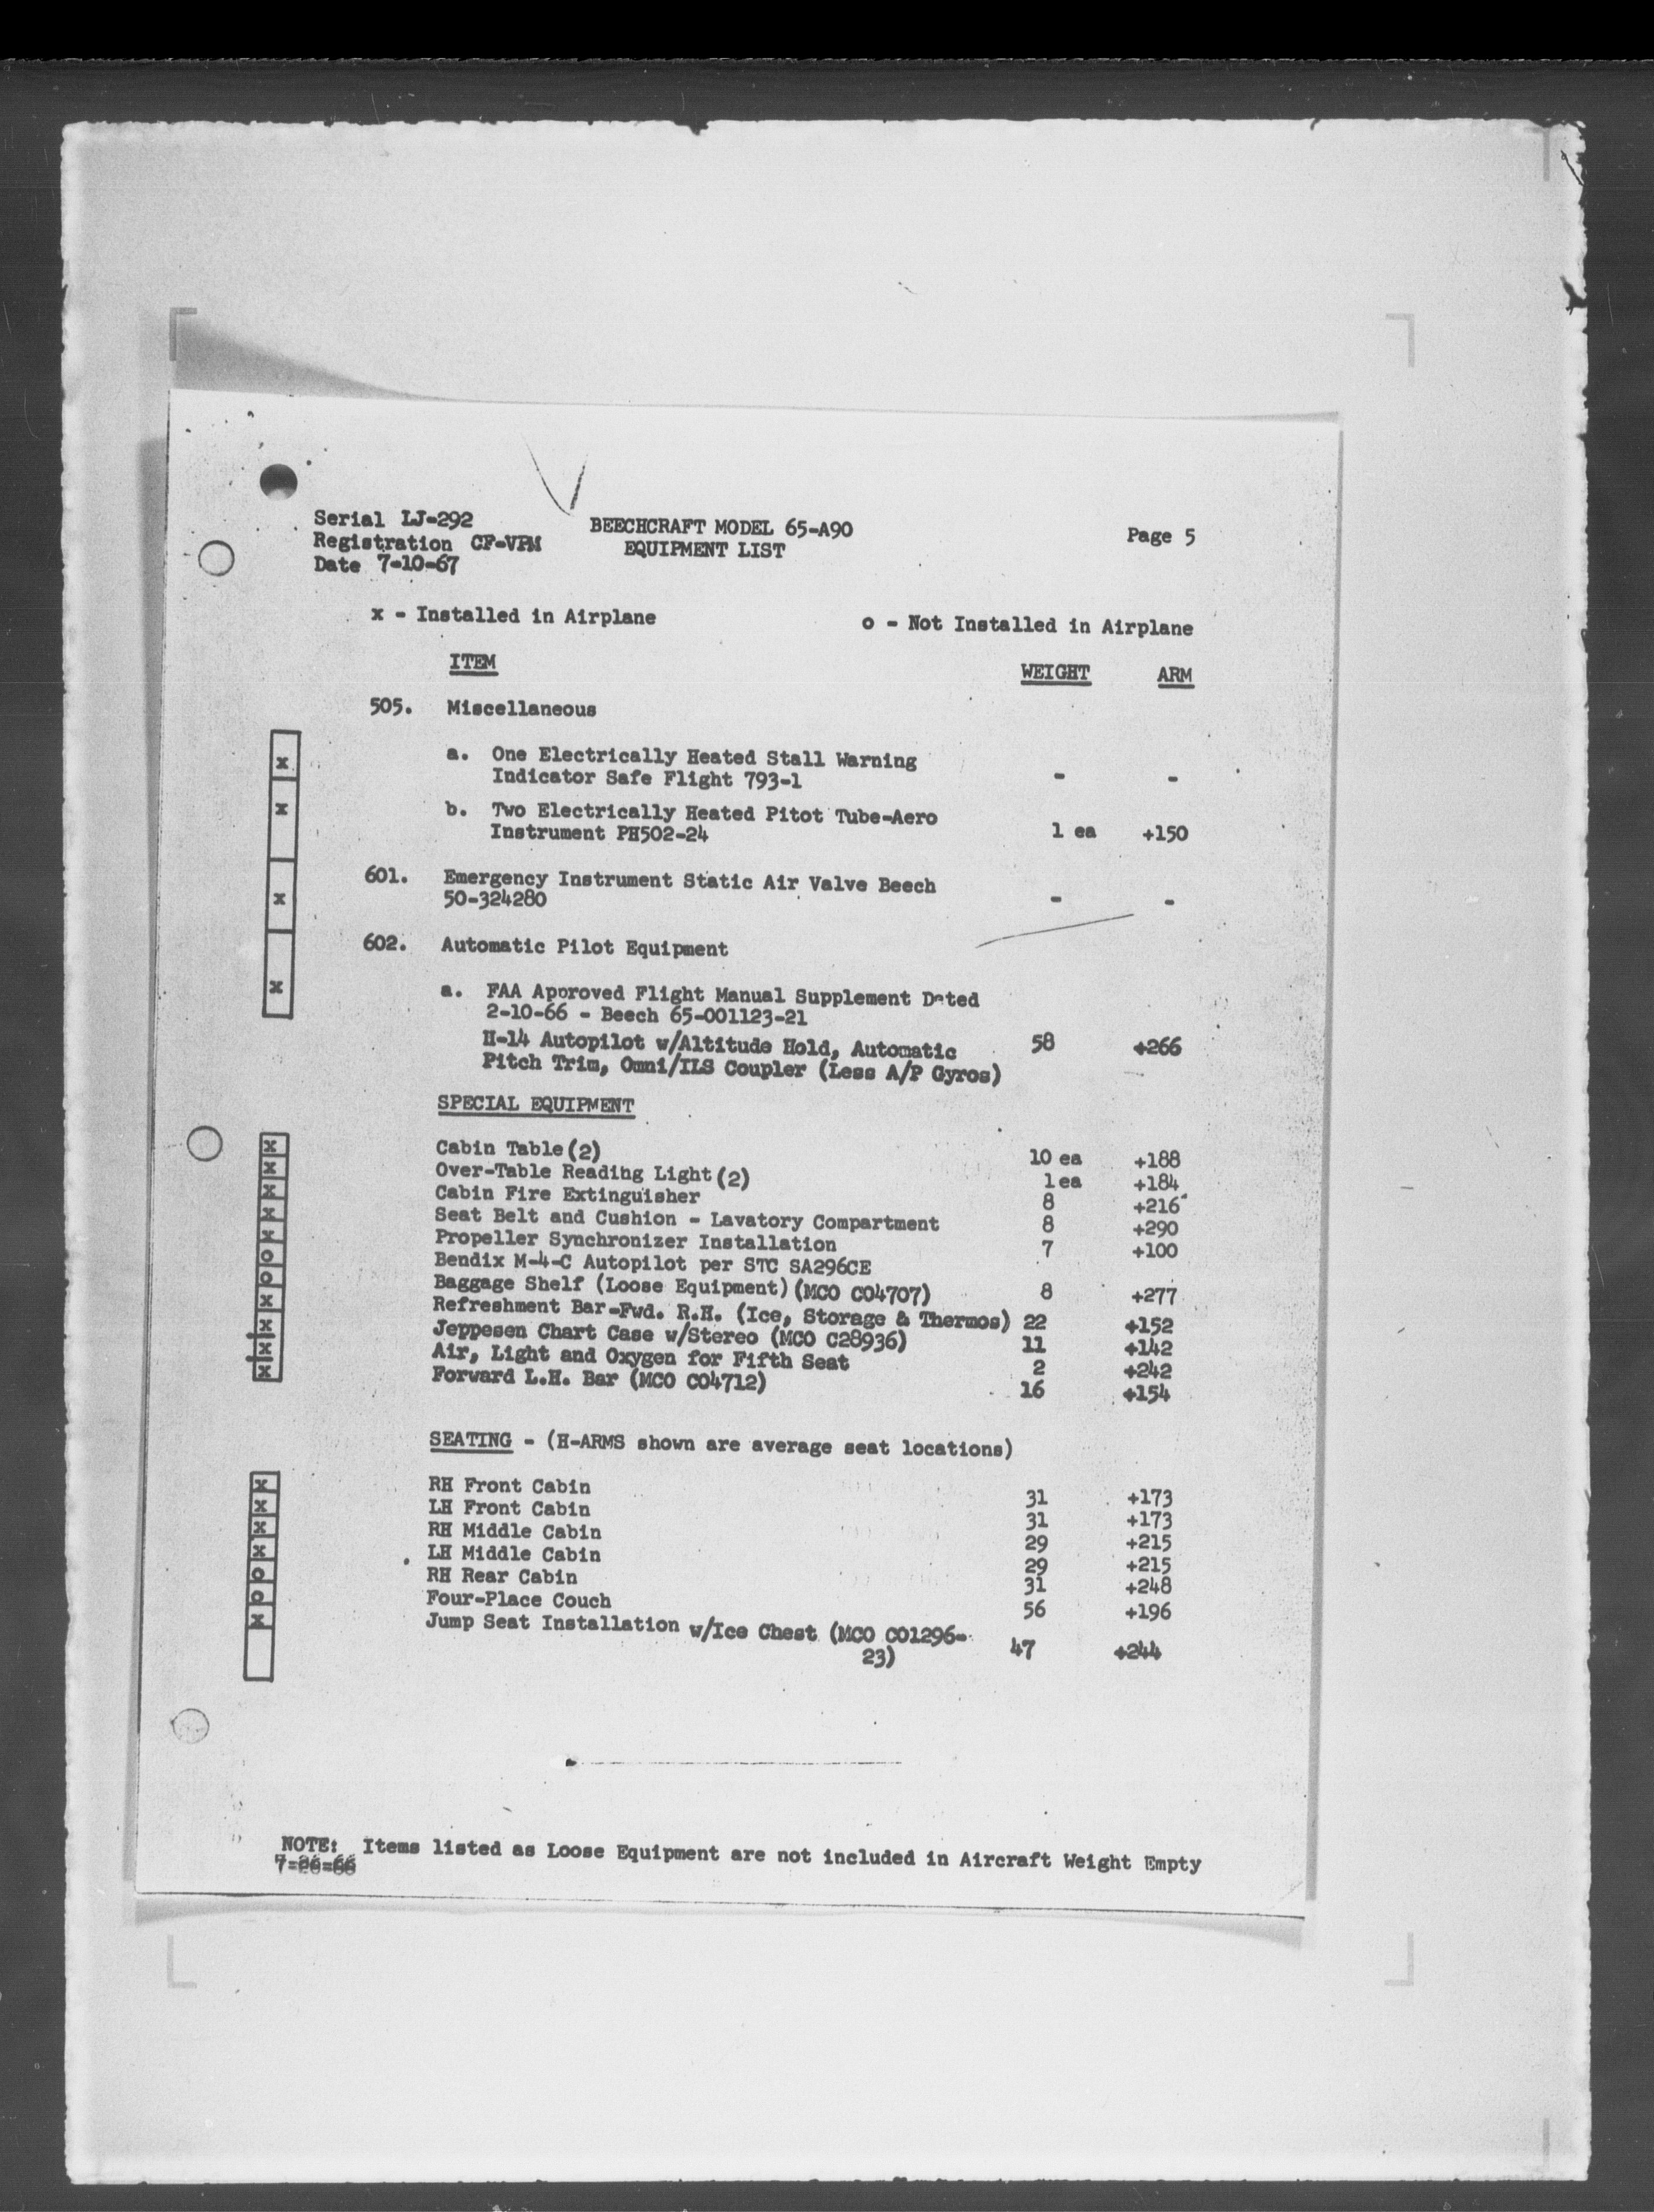 Serial LJ-292
Registration CF-VPM
Date 7-10-67
BEECHCRAFT MODEL 65-A90
EQUIPMENT LIST
Page 5
x - Installed in Airplane o - Not Installed in Airplane
ITEM WEIGHT ARM
505. Miscellaneous
x a. One Electrically Heated Stall Warning
Indicator Safe Flight 793-1 - -
x b. Two Electrically Heated Pitot Tube-Aero
Instrument PH502-24 1 ea +150
601. Emergency Instrument Static Air Valve Beech
x 50-324280 - -
602. Automatic Pilot Equipment
x a. FAA Approved Flight Manual Supplement Dated
2-10-66 - Beech 65-001123-21
H-14 Autopilot w/Altitude Hold, Automatic 58 +266
Pitch Trim, Omni/ILS Coupler (Less A/P Gyros)
SPECIAL EQUIPMENT
x Cabin Table (2) 10 ea +188
x Over-Table Reading Light (2) 1 ea +184
x Cabin Fire Extinguisher 8 +216
x Seat Belt and Cushion - Lavatory Compartment 8 +290
x Propeller Synchronizer Installation 7 +100
o Bendix M-4-C Autopilot per STC SA296CE
o Baggage Shelf (Loose Equipment) (MCO C04707) 8 +277
x Refreshment Bar-Fwd. R.H. (Ice, Storage & Thermos) 22 +152
x Jeppesen Chart Case w/Stereo (MCO C28936) 11 +142
x Air, Light and Oxygen for Fifth Seat 2 +242
x Forward L.H. Bar (MCO C04712) 16 +154
SEATING - (H-ARMS shown are average seat locations)
x RH Front Cabin 31 +173
x LH Front Cabin 31 +173
x RH Middle Cabin 29 +215
x LH Middle Cabin 29 +215
o RH Rear Cabin 31 +248
o Four-Place Couch 56 +196
x Jump Seat Installation w/Ice Chest (MCO C01296-
23) 47 +244
NOTE: Items listed as Loose Equipment are not included in Aircraft Weight Empty
7-26-66